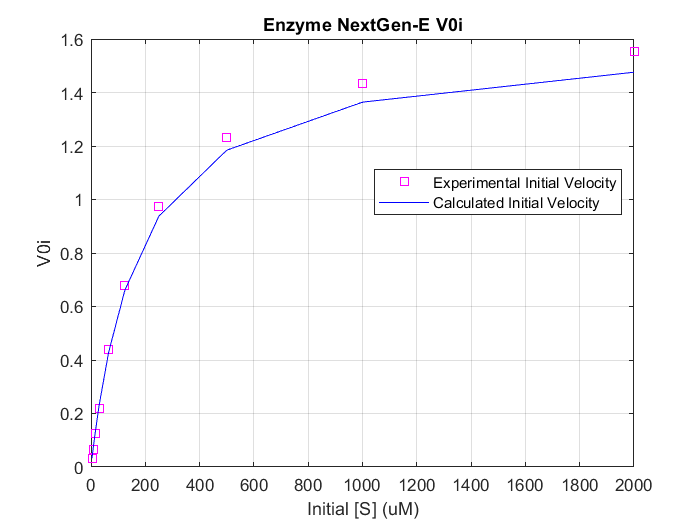 Enzyme NextGen-E V0i
1.6
1.4
1.2
1
0.8
0.6
0.4
0.2
0
V0i
Experimental Initial Velocity
Calculated Initial Velocity
0 200 400 600 800 1000 1200 1400 1600 1800 2000
Initial [S] (uM)